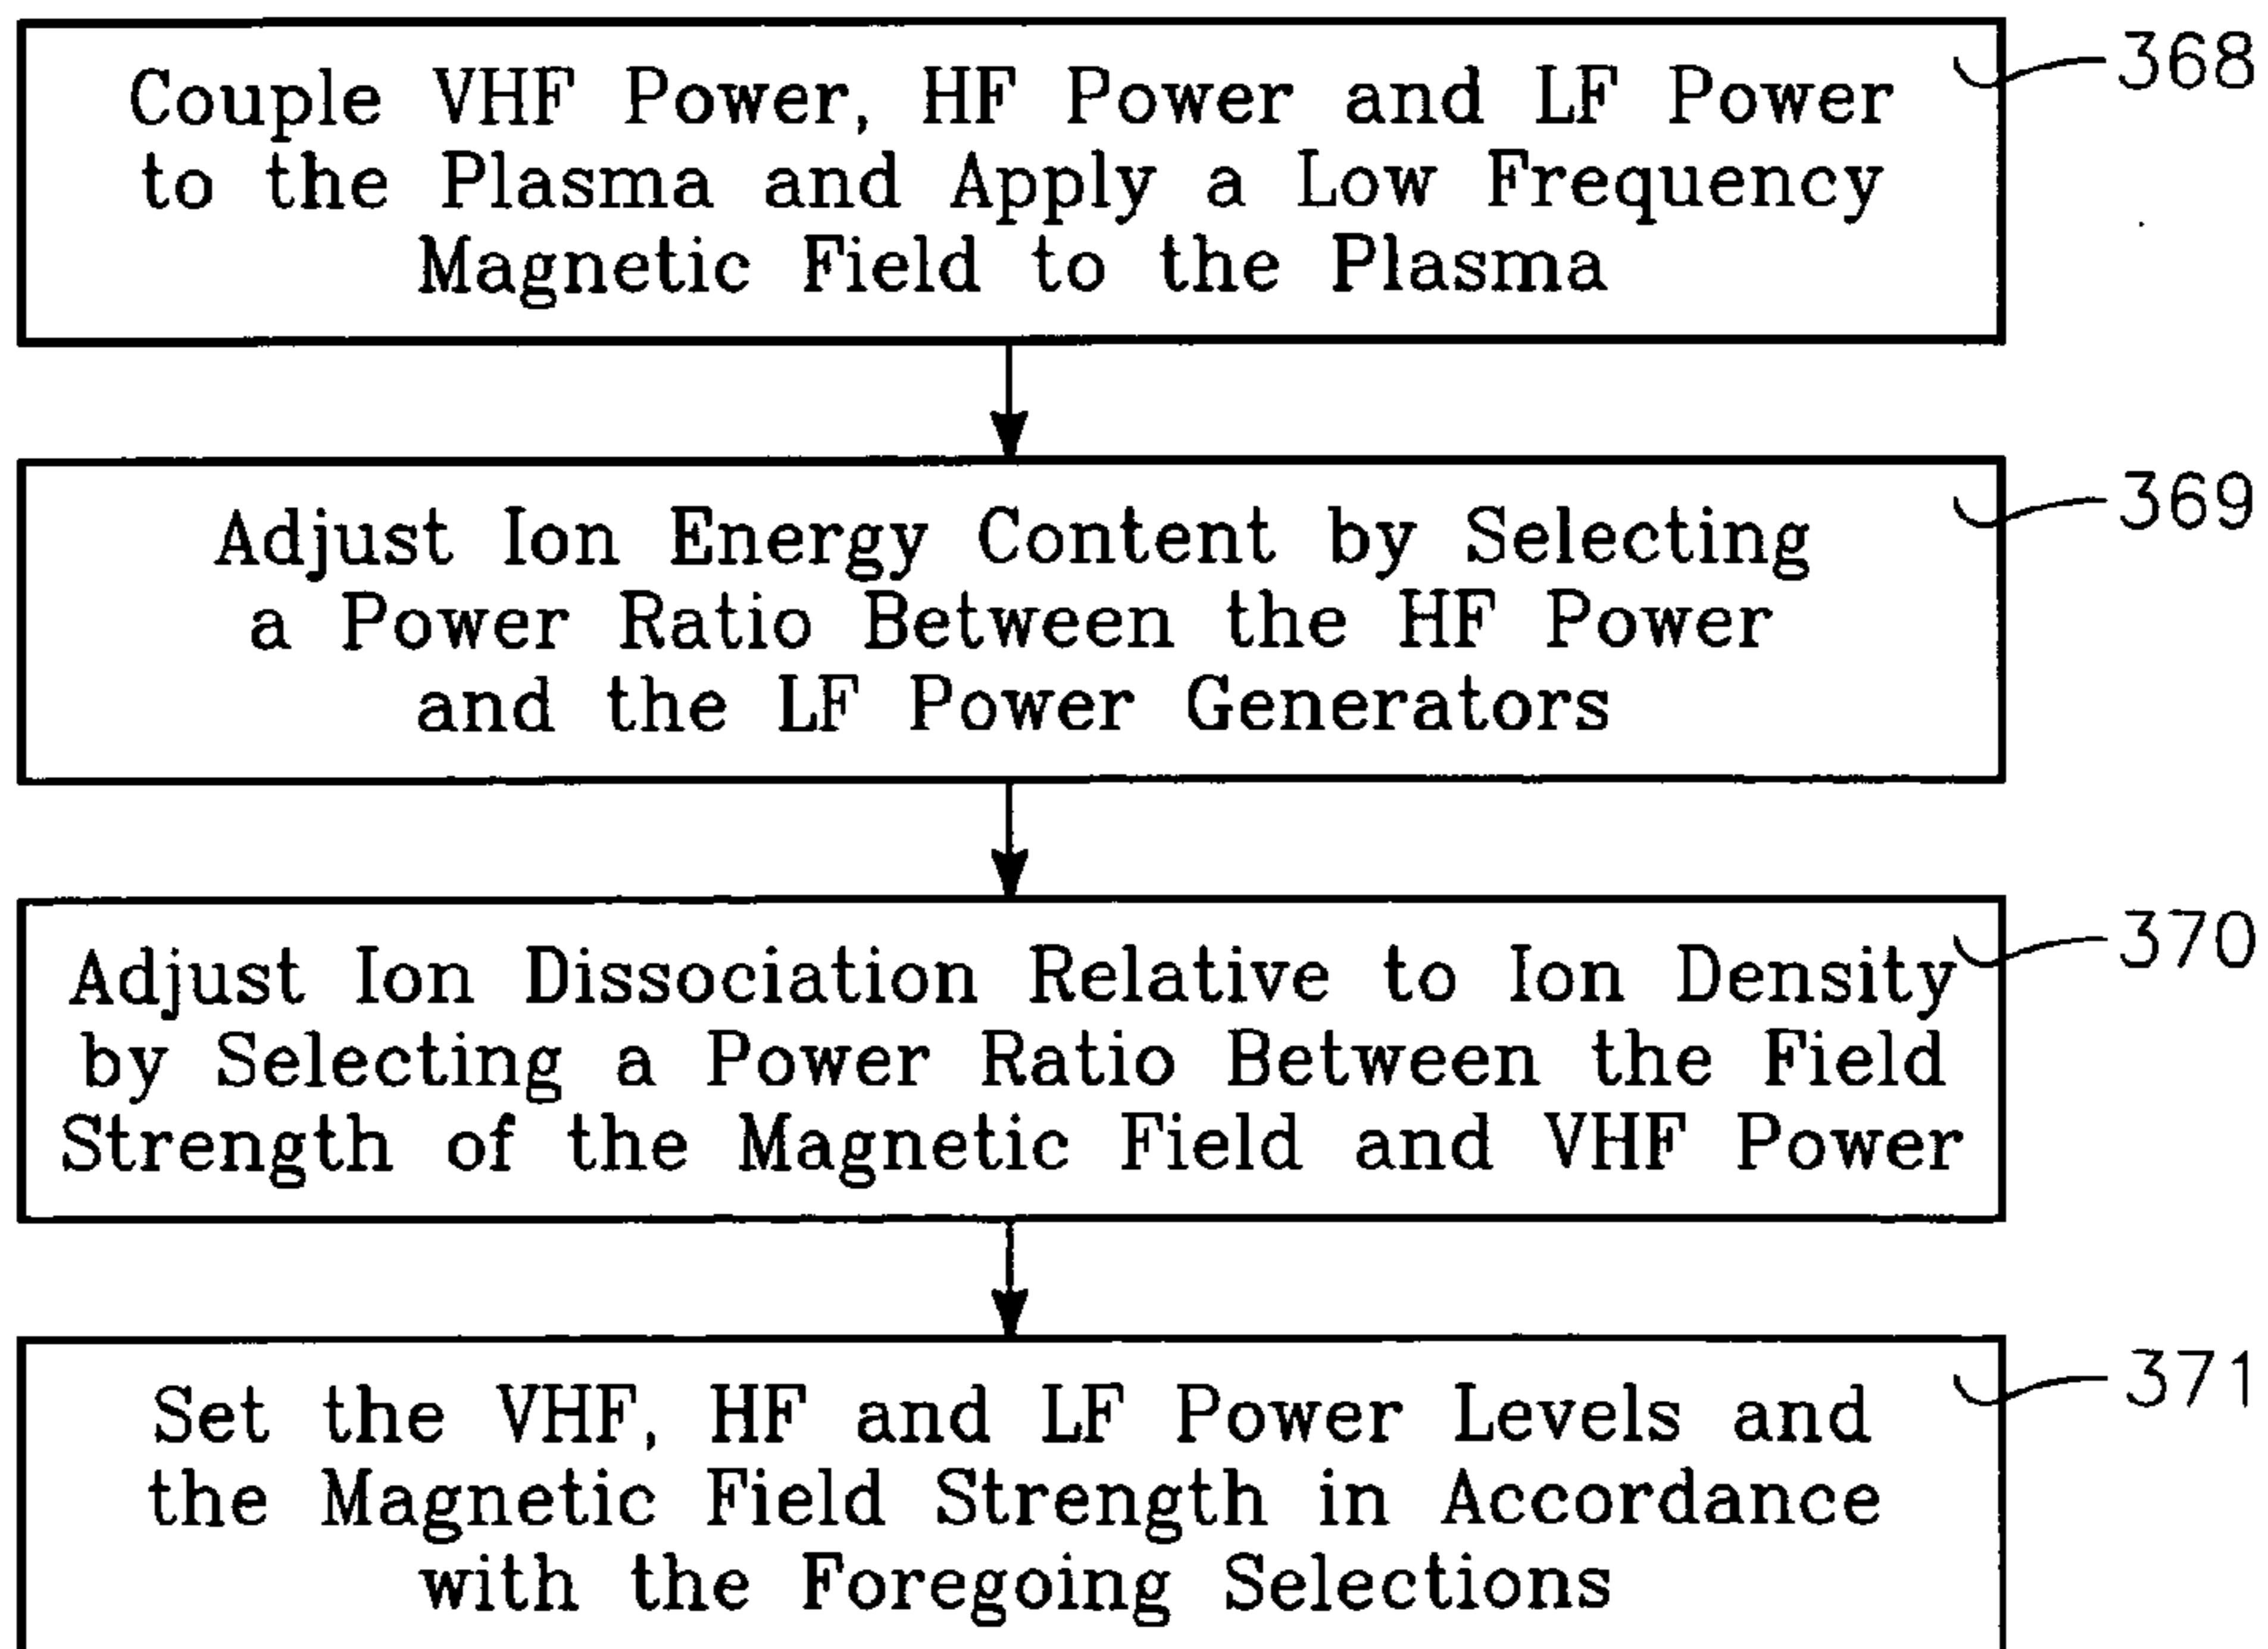 Couple VHF Power, HF Power and LF Power
to the Plasma and Apply a Low Frequency
Magnetic Field to the Plasma
368
Adjust Ion Energy Content by Selecting
a Power Ratio Between the HF Power
and the LF Power Generators
369
Adjust Ion Dissociation Relative to Ion Density
by Selecting a Power Ratio Between the Field
Strength of the Magnetic Field and VHF Power
370
Set the VHF, HF and LF Power Levels and
the Magnetic Field Strength in Accordance
with the Foregoing Selections
371